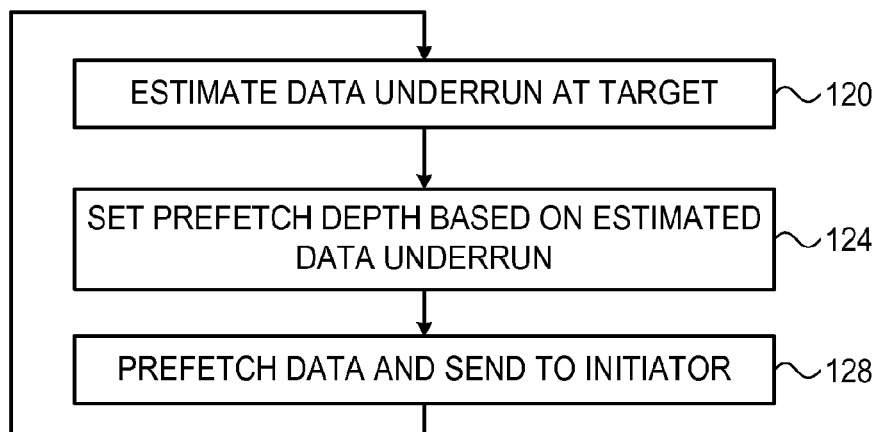 ESTIMATE DATA UNDERRUN AT TARGET
120
SET PREFETCH DEPTH BASED ON ESTIMATED
DATA UNDERRUN
124
PREFETCH DATA AND SEND TO INITIATOR
128